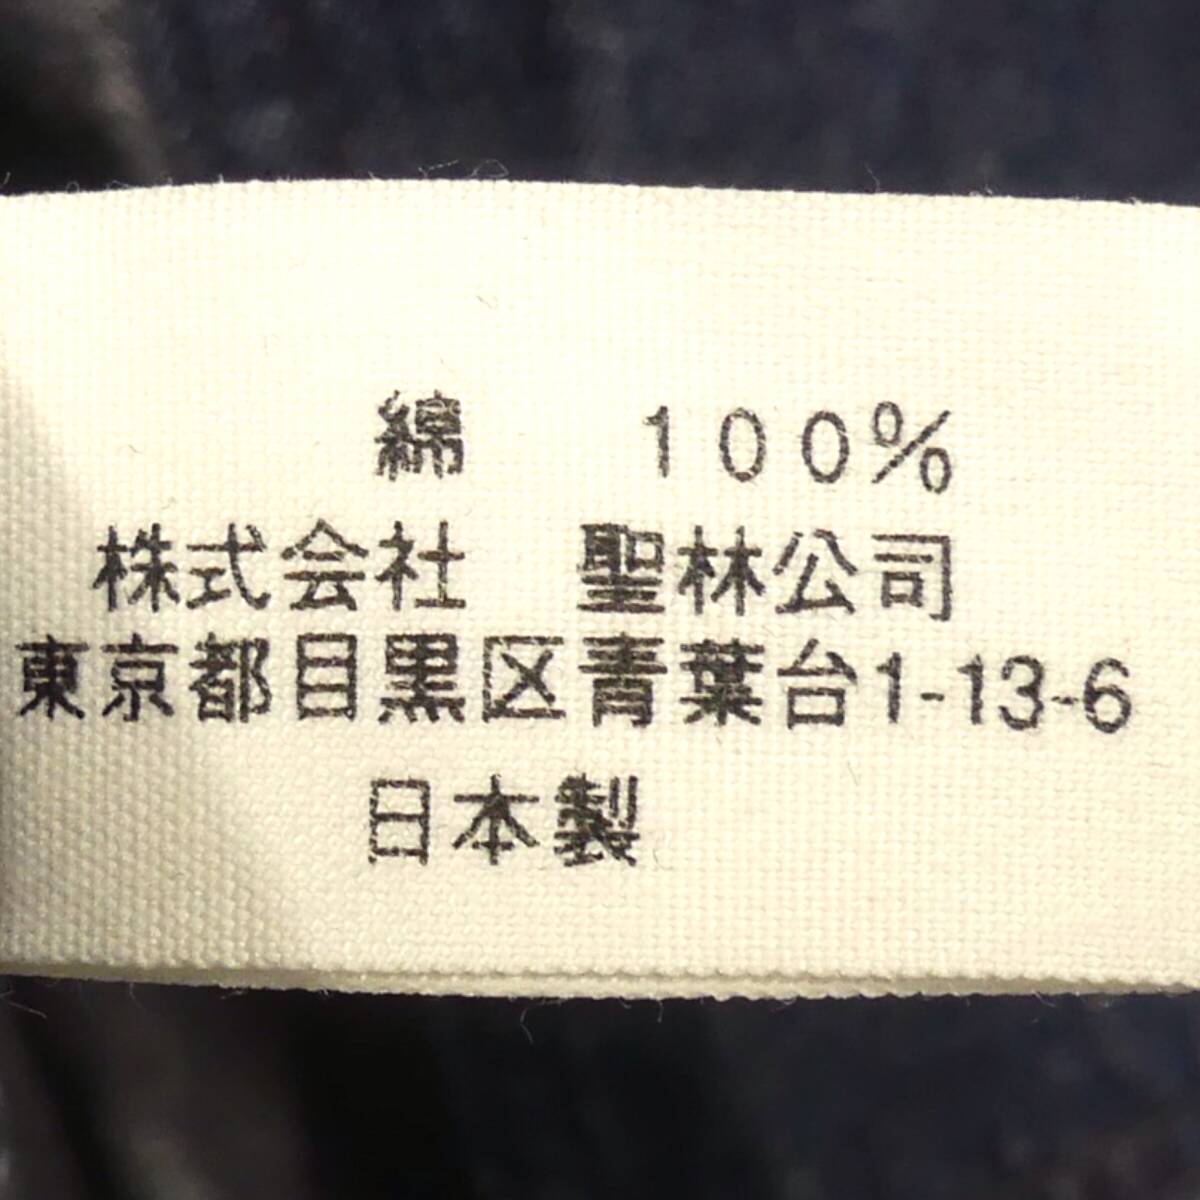 綿 100%
株式会社 聖林公司
東京都目黒区青葉台1-13-6
日本製